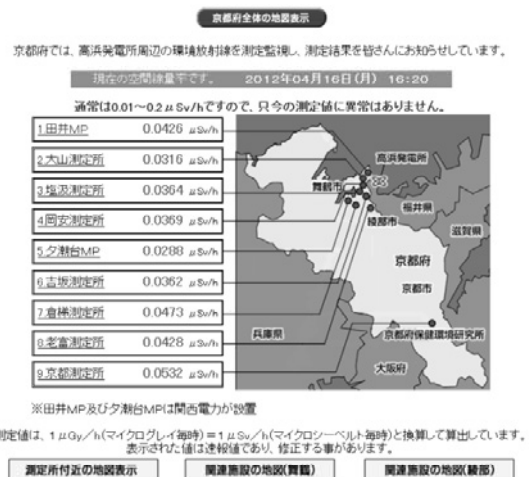 京都府全体の地図表示
京都府では、高浜発電所周辺の環境放射線を測定監視し、測定結果を皆さんにお知らせしています。
現在の空間線量率です。 2012年04月16日(月) 16:20
通常は0.01～0.2μSv/hですので、只今の測定値に異常はありません。
1.田井MP 0.0426 μSv/h
2.大山測定所 0.0316 μSv/h
3.塩汲測定所 0.0364 μSv/h
4.岡安測定所 0.0369 μSv/h
5.夕潮台MP 0.0288 μSv/h
6.吉坂測定所 0.0362 μSv/h
7.倉梯測定所 0.0473 μSv/h
8.老富測定所 0.0428 μSv/h
9.京都測定所 0.0532 μSv/h
高浜発電所
舞鶴市
福井県
綾部市
滋賀県
京都府
京都市
兵庫県
京都府保健環境研究所
大阪府
※田井MP及び夕潮台MPは関西電力が設置
測定値は、1μGy/h(マイクログレイ毎時)=1μSv/h(マイクロシーベルト毎時)と換算して算出しています。
表示された値は速報値であり、修正する事があります。
測定所付近の地図表示
関連施設の地図(舞鶴)
関連施設の地図(綾部)